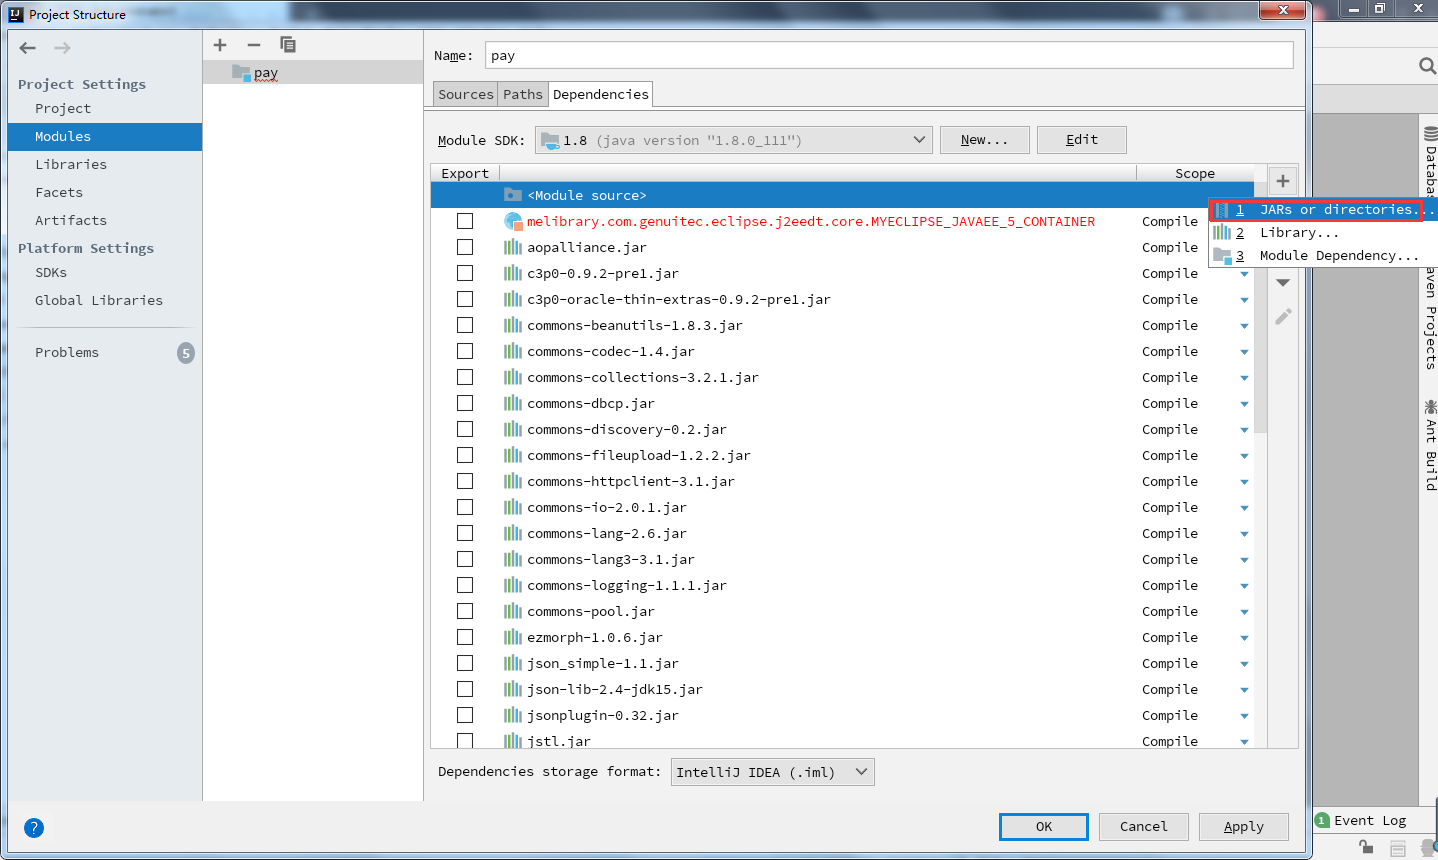 Project Structure
Project Settings
Project
Modules
Libraries
Facets
Artifacts
Platform Settings
SDKs
Global Libraries
Problems 5
pay
Name: pay
Sources Paths Dependencies
Module SDK: 1.8 (java version "1.8.0_111") New... Edit
Export Scope
<Module source>
melibrary.com.genuitec.eclipse.j2eedt.core.MYECLIPSE_JAVAEE_5_CONTAINER Compile
aopalliance.jar Compile
c3p0-0.9.2-pre1.jar Compile
c3p0-oracle-thin-extras-0.9.2-pre1.jar Compile
commons-beanutils-1.8.3.jar Compile
commons-codec-1.4.jar Compile
commons-collections-3.2.1.jar Compile
commons-dbcp.jar Compile
commons-discovery-0.2.jar Compile
commons-fileupload-1.2.2.jar Compile
commons-httpclient-3.1.jar Compile
commons-io-2.0.1.jar Compile
commons-lang-2.6.jar Compile
commons-lang3-3.1.jar Compile
commons-logging-1.1.1.jar Compile
commons-pool.jar Compile
ezmorph-1.0.6.jar Compile
json_simple-1.1.jar Compile
json-lib-2.4-jdk15.jar Compile
jsonplugin-0.32.jar Compile
jstl.jar Compile
1 JARs or directories...
2 Library...
3 Module Dependency...
Dependencies storage format: IntelliJ IDEA (.iml)
? OK Cancel Apply
Databas
aven Projects
Ant Build
1 Event Log